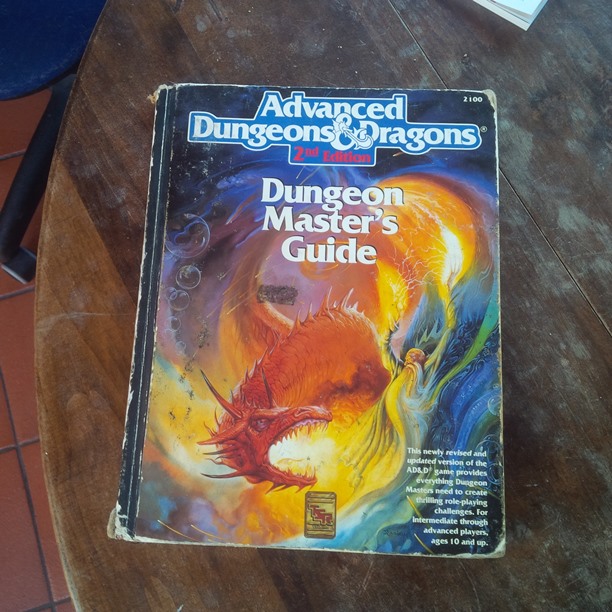 2100
Advanced
Dungeons & Dragons®
2nd Edition
Dungeon
Master's
Guide
This newly revised and
updated version of the
AD&D® game provides
everything Dungeon
Masters need to create
thrilling role-playing
challenges. For
intermediate through
advanced players,
ages 10 and up.
TSR